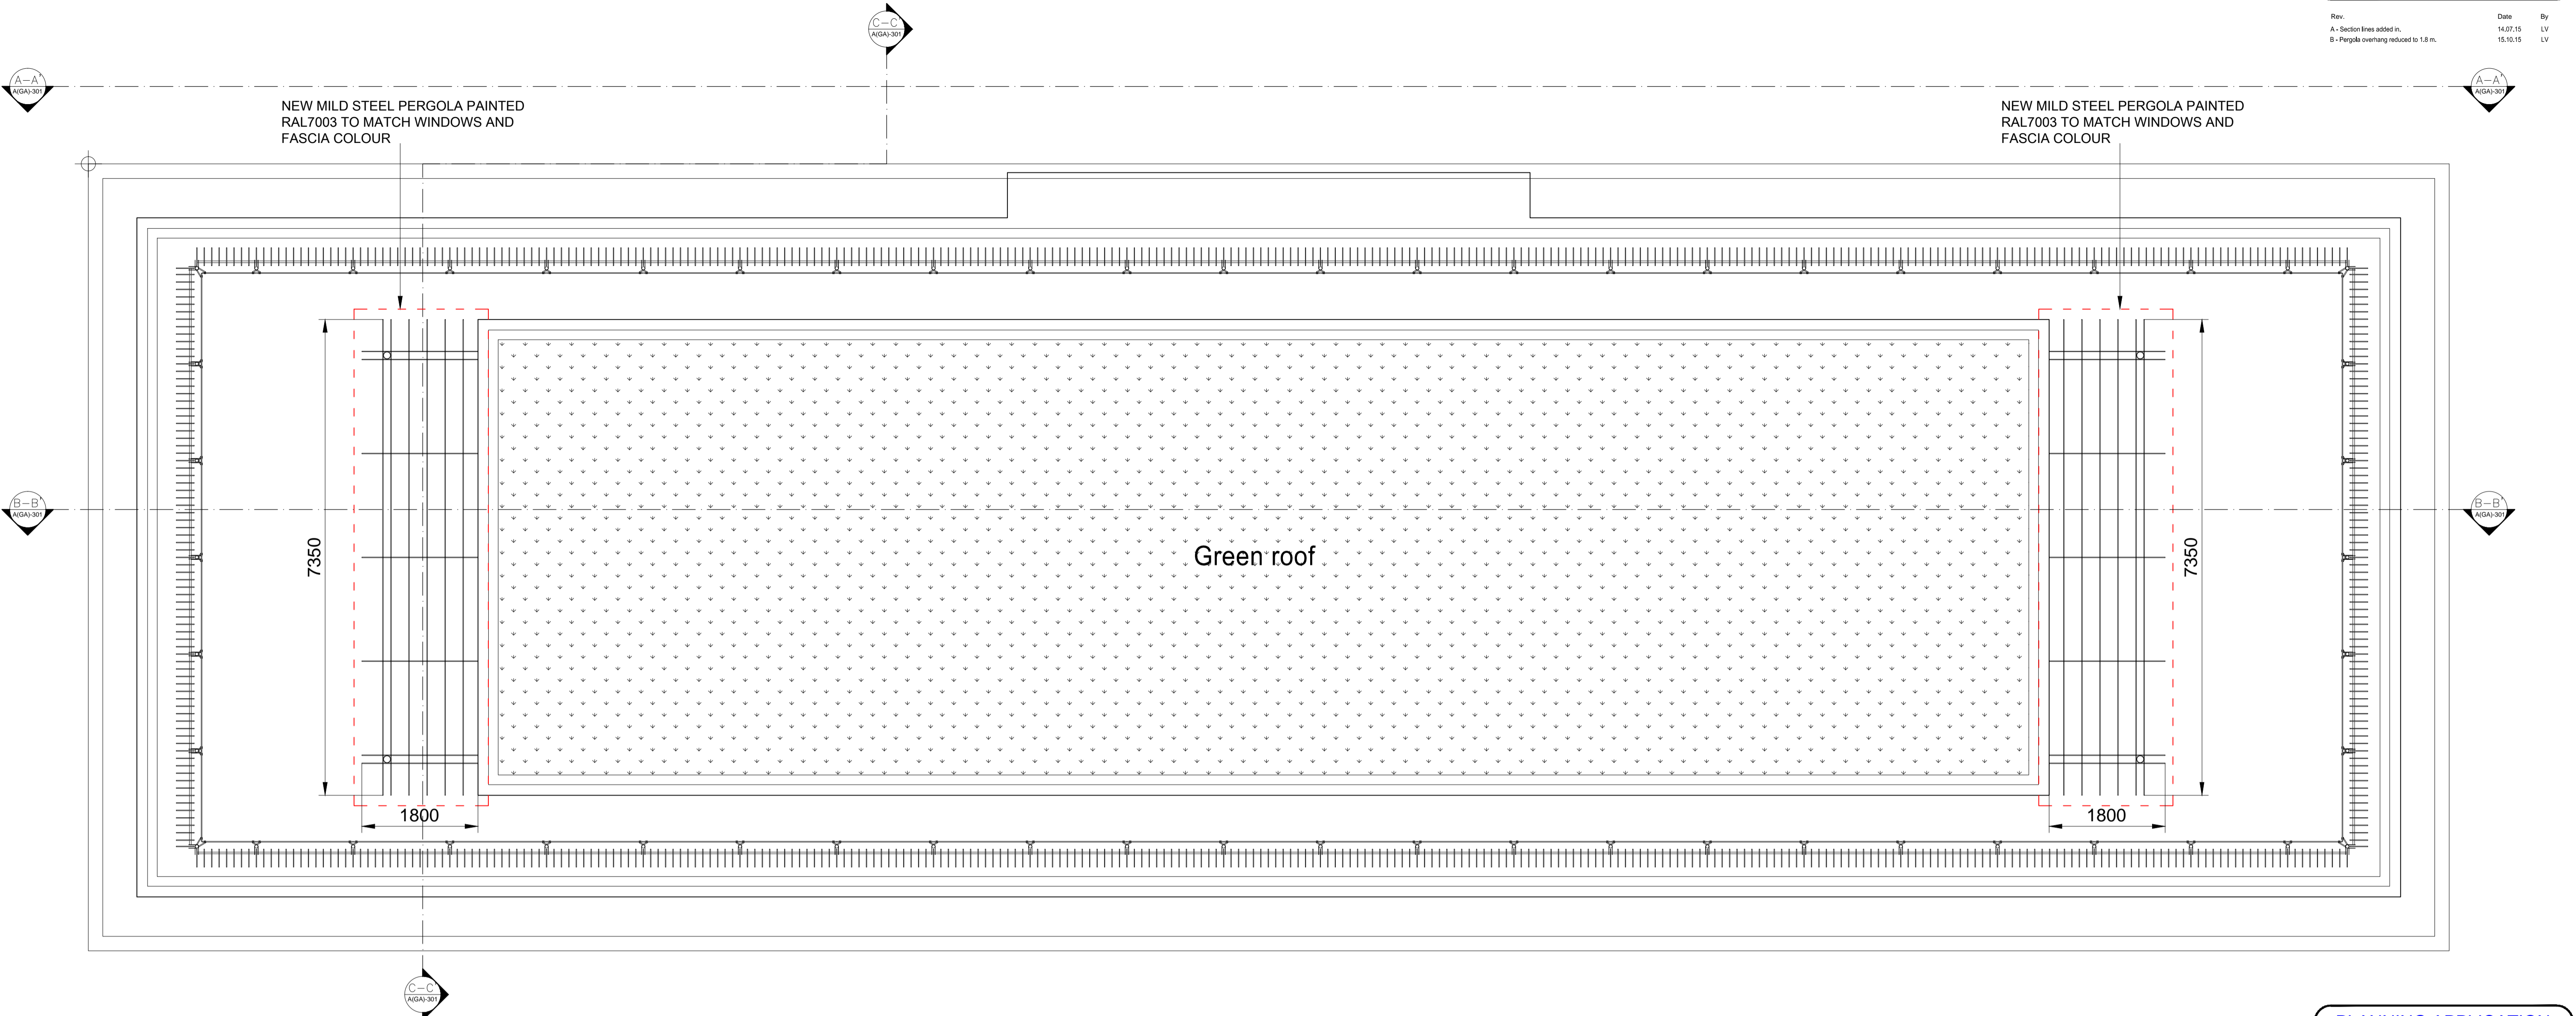 Rev. Date By
A - Section lines added in. 14.07.15 LV
B - Pergola overhang reduced to 1.8 m. 15.10.15 LV
C-C'
A(GA)-301
A-A'
A(GA)-301
A-A'
A(GA)-301
NEW MILD STEEL PERGOLA PAINTED
RAL7003 TO MATCH WINDOWS AND
FASCIA COLOUR
NEW MILD STEEL PERGOLA PAINTED
RAL7003 TO MATCH WINDOWS AND
FASCIA COLOUR
B-B'
A(GA)-301
B-B'
A(GA)-301
7350
Green roof
7350
1800
1800
C-C'
A(GA)-301
PLANNING APPLICATION